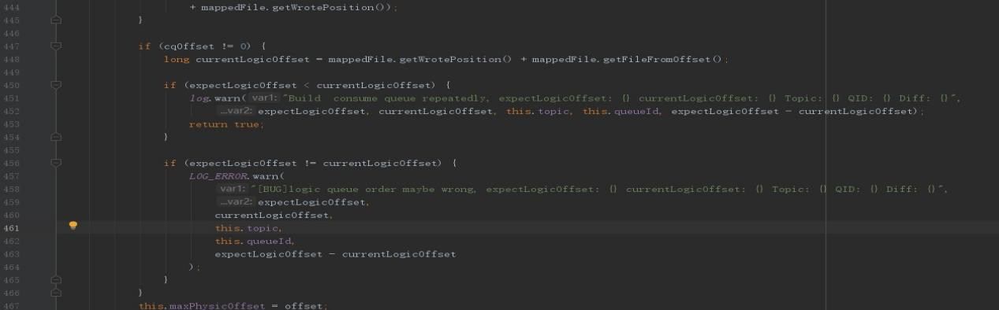 444 + mappedFile.getWrotePosition());
445 }
446
447 if (cqOffset != 0) {
448 long currentLogicOffset = mappedFile.getWrotePosition() + mappedFile.getFileFromOffset();
449
450 if (expectLogicOffset < currentLogicOffset) {
451 log.warn( var1: "Build  consume queue repeatedly, expectLogicOffset: {} currentLogicOffset: {} Topic: {} QID: {} Diff: {}",
452 ...var2: expectLogicOffset, currentLogicOffset, this.topic, this.queueId, expectLogicOffset - currentLogicOffset);
453 return true;
454 }
455
456 if (expectLogicOffset != currentLogicOffset) {
457 LOG_ERROR.warn(
458 var1: "[BUG]logic queue order maybe wrong, expectLogicOffset: {} currentLogicOffset: {} Topic: {} QID: {} Diff: {}",
459 ...var2: expectLogicOffset,
460 currentLogicOffset,
461 this.topic,
462 this.queueId,
463 expectLogicOffset - currentLogicOffset
464 );
465 }
466 }
467 this.maxPhysicOffset = offset;